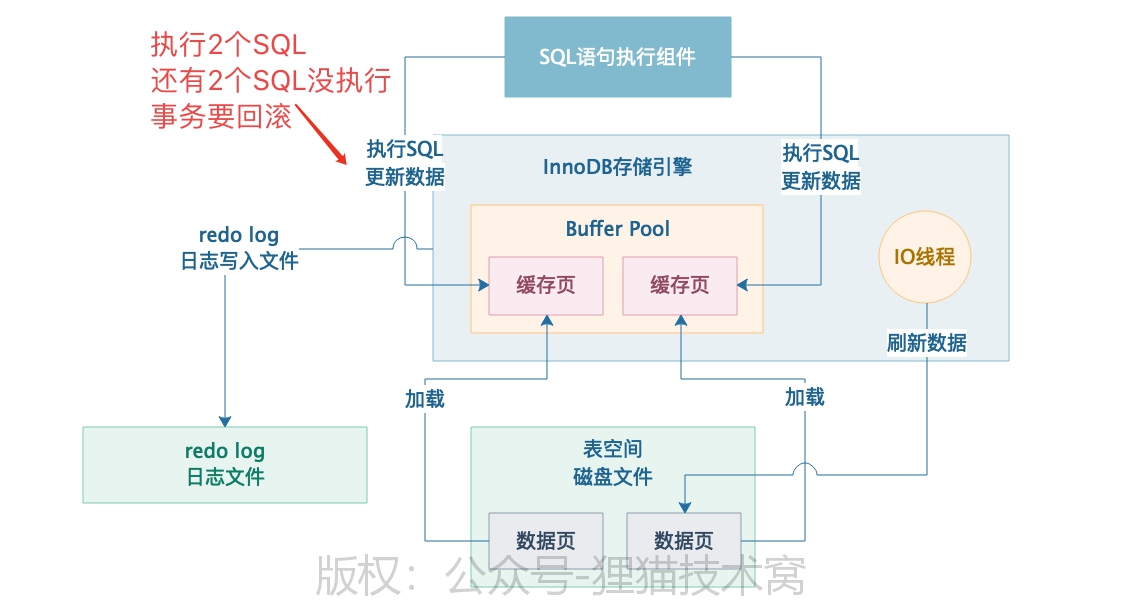 执行2个SQL
还有2个SQL没执行
事务要回滚
SQL语句执行组件
执行SQL
更新数据
InnoDB存储引擎
执行SQL
更新数据
redo log
日志写入文件
Buffer Pool
IO线程
缓存页
缓存页
刷新数据
加载
加载
redo log
日志文件
表空间
磁盘文件
数据页
数据页
版权：公众号-狸猫技术窝